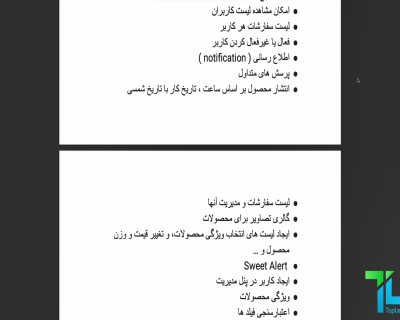 امکان مشاهده لیست کاربران
لیست سفارشات هر کاربر
فعال یا غیرفعال کردن کاربر
اطلاع رسانی ( notification )
پرسش های متداول
انتشار محصول بر اساس ساعت ، تاریخ کار با تاریخ شمسی
لیست سفارشات و مدیریت آنها
گالری تصاویر برای محصولات
ایجاد لیست های انتخاب ویژگی محصولات، و تغییر قیمت و وزن
محصول و ...
Sweet Alert
ایجاد کاربر در پنل مدیریت
ویژگی محصولات
اعتبارسنجی فیلد ها